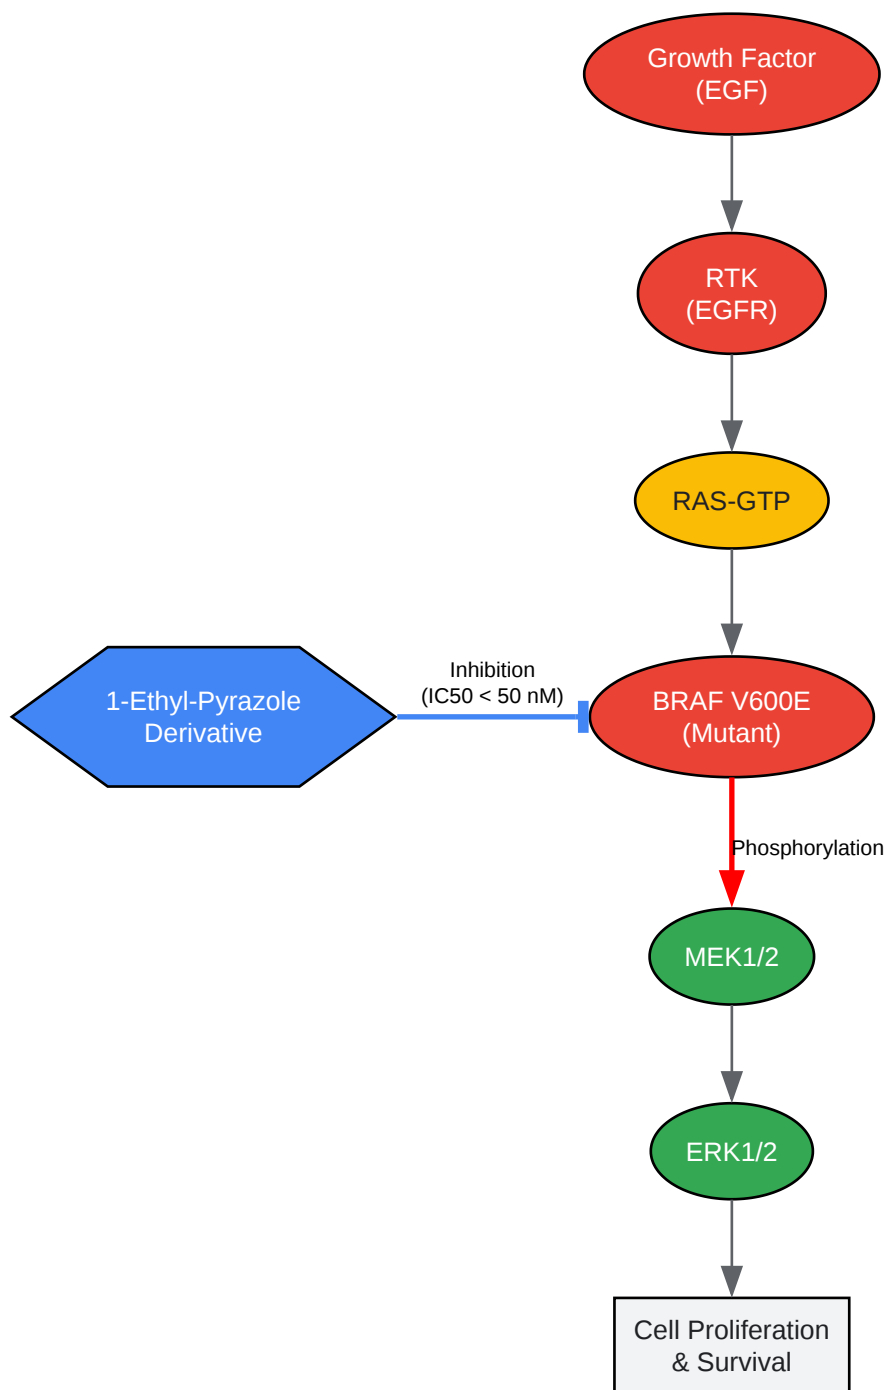 Growth Factor
(EGF)
RTK
(EGFR)
RAS-GTP
1-Ethyl-Pyrazole
Derivative
Inhibition
(IC50 < 50 nM)
BRAF V600E
(Mutant)
Phosphorylation
MEK1/2
ERK1/2
Cell Proliferation
& Survival